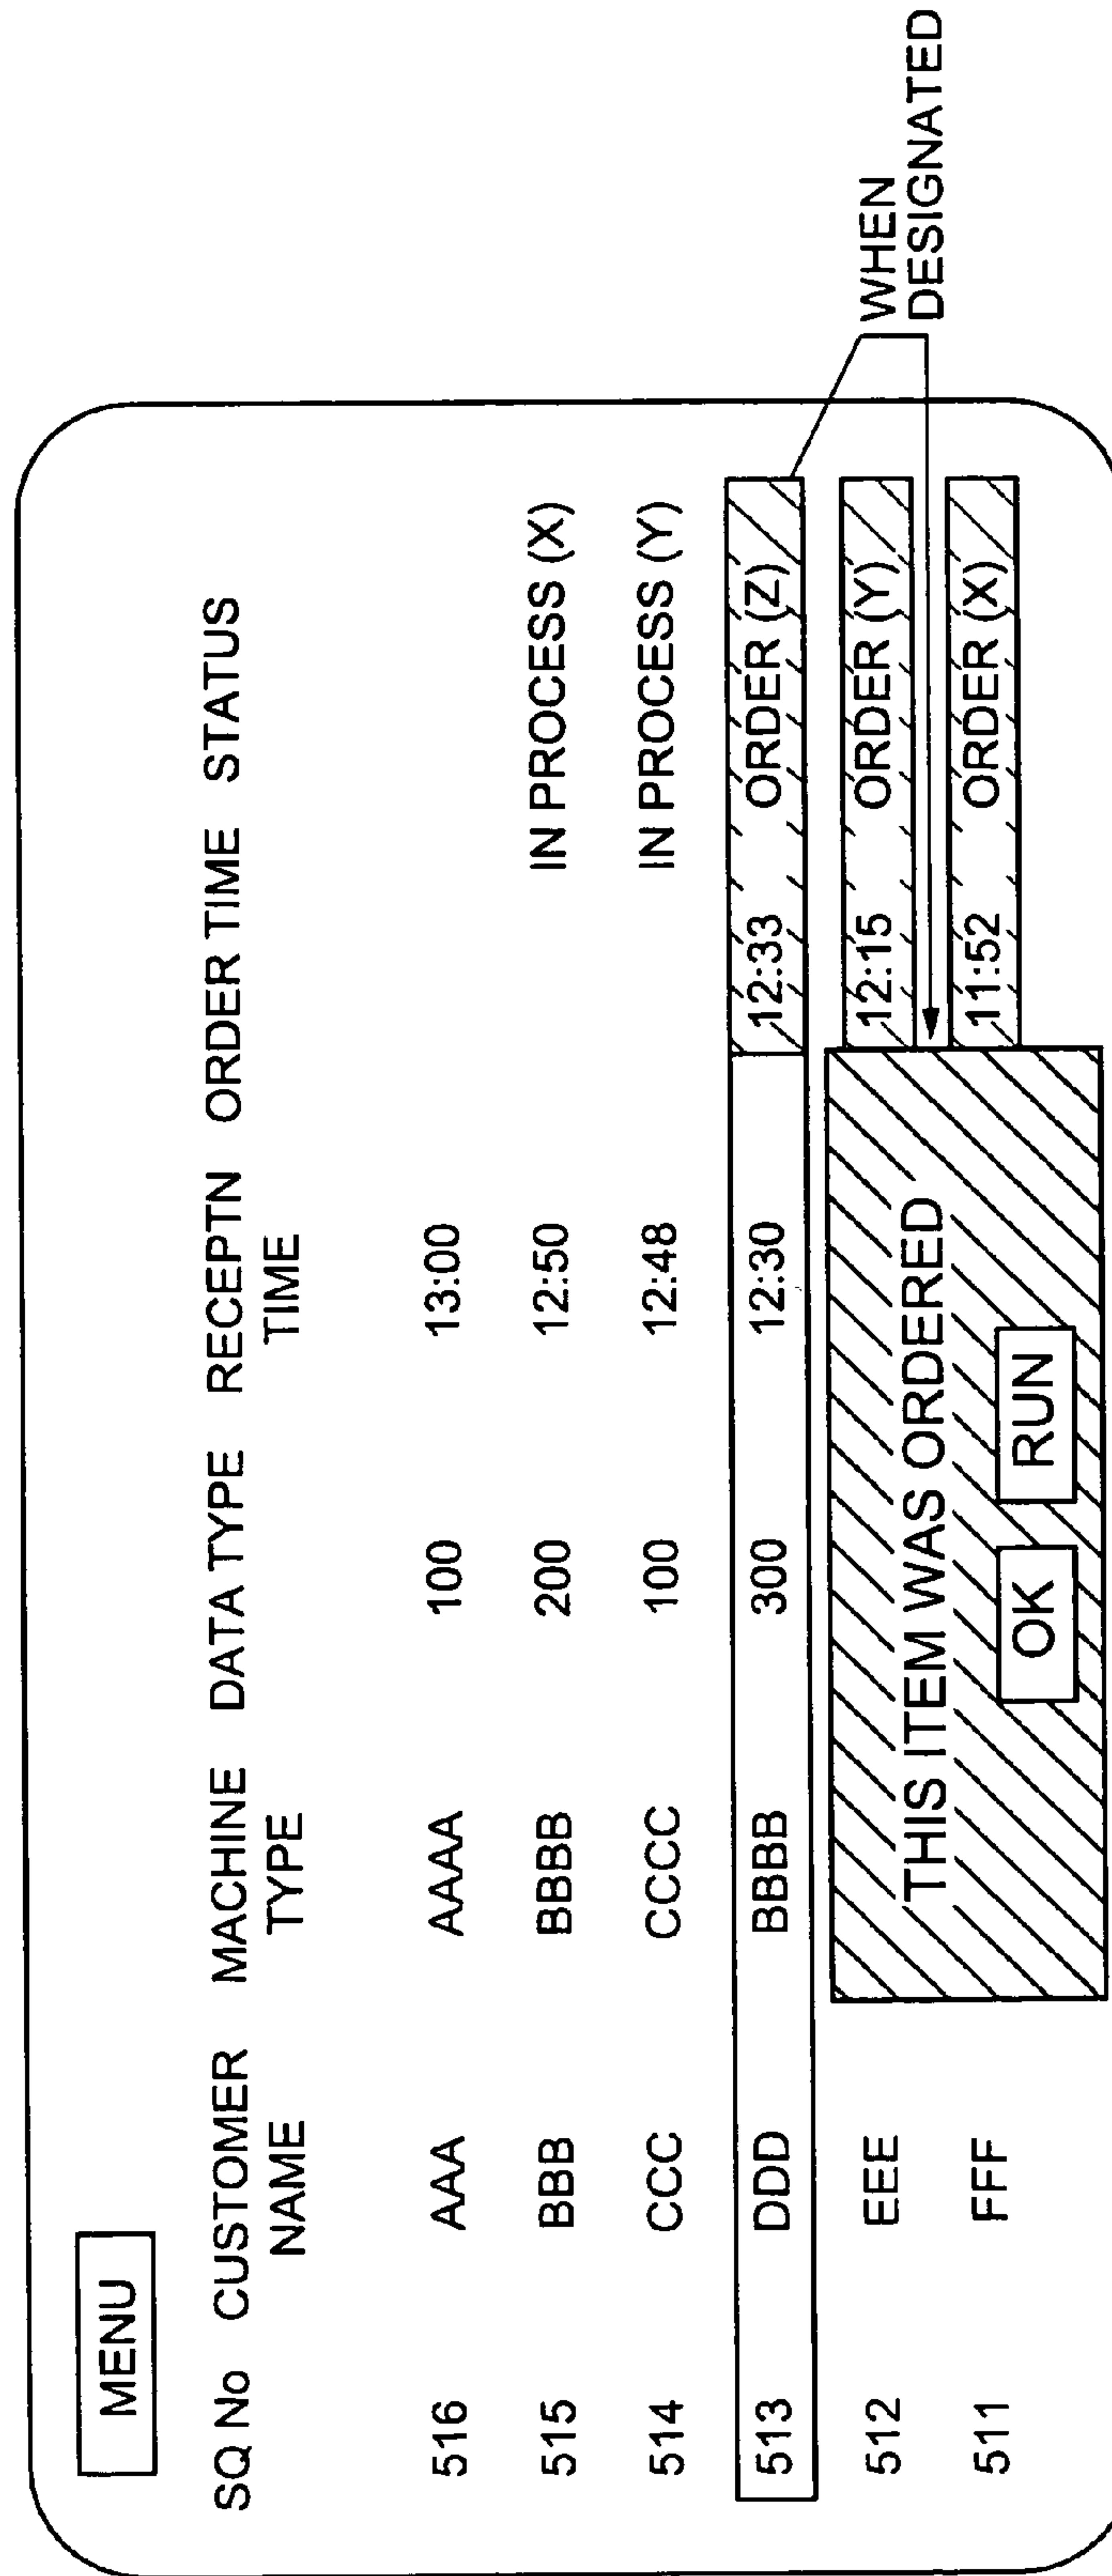 MENU
SQ No CUSTOMER MACHINE DATA TYPE RECEPTN ORDER TIME STATUS
NAME TYPE TIME
516 AAA AAAA 100 13:00
515 BBB BBBB 200 12:50 IN PROCESS (X)
514 CCC CCCC 100 12:48 IN PROCESS (Y)
513 DDD BBBB 300 12:30 12:33 ORDER (Z)
512 EEE 12:15 ORDER (Y)
THIS ITEM WAS ORDERED
511 FFF 11:52 ORDER (X)
OK RUN
WHEN
DESIGNATED